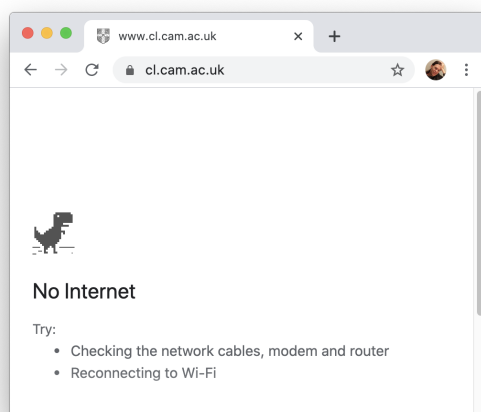 www.cl.cam.ac.uk
cl.cam.ac.uk
No Internet
Try:
Checking the network cables, modem and router
Reconnecting to Wi-Fi